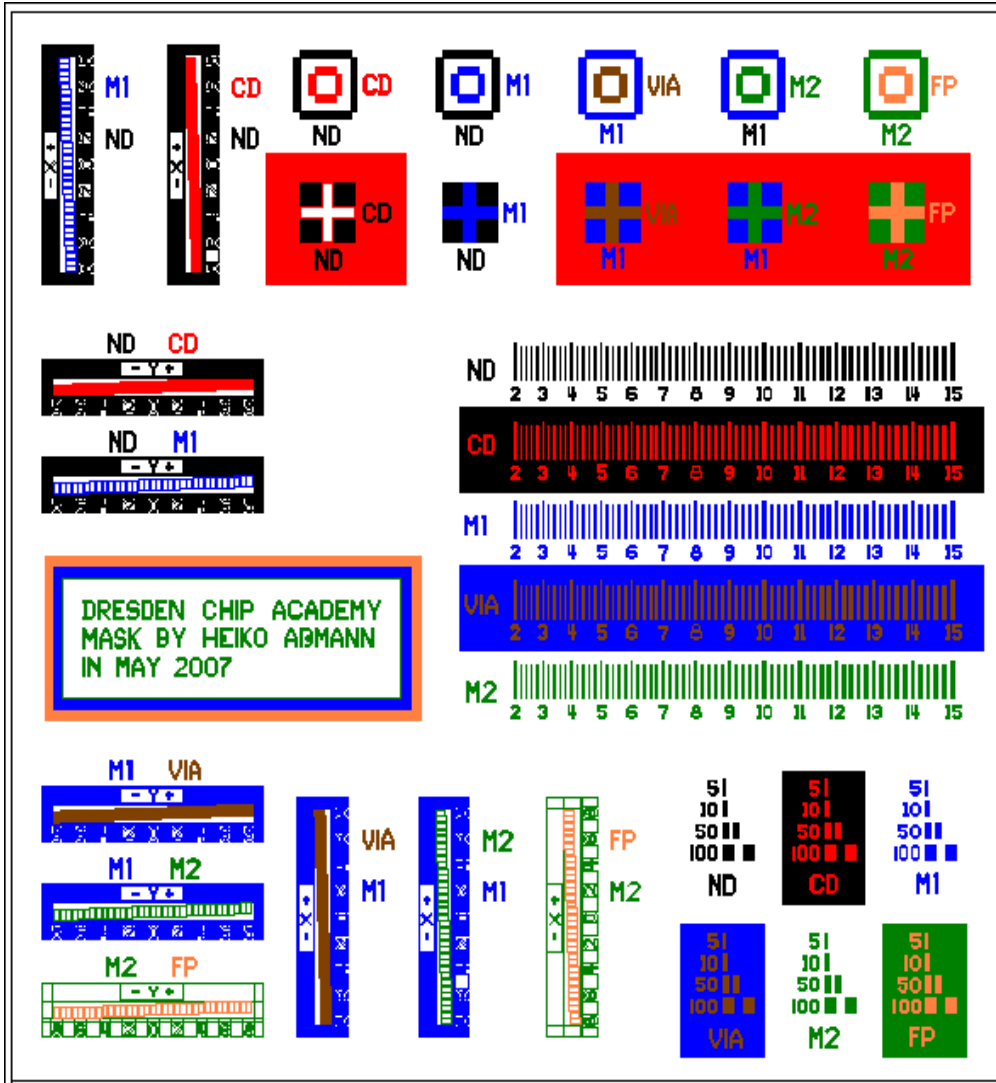 M1 CD CD M1 VIA M2 FP
ND ND ND ND M1 M1 M2
- X +
- X +
CD M1 VIA M2 FP
ND ND M1 M1 M2
ND CD
- Y +
ND
2 3 4 5 6 7 8 9 10 11 12 13 14 15
ND M1
- Y +
CD
2 3 4 5 6 7 8 9 10 11 12 13 14 15
M1
2 3 4 5 6 7 8 9 10 11 12 13 14 15
DRESDEN CHIP ACADEMY
MASK BY HEIKO AßMANN
IN MAY 2007
VIA
2 3 4 5 6 7 8 9 10 11 12 13 14 15
M2
2 3 4 5 6 7 8 9 10 11 12 13 14 15
M1 VIA
- Y +
M1 M2
- Y +
M2 FP
- Y +
VIA
M1
- X +
M2
M1
- X +
FP
M2
- X +
5
10
50
100
ND
5
10
50
100
CD
5
10
50
100
M1
5
10
50
100
VIA
5
10
50
100
M2
5
10
50
100
FP